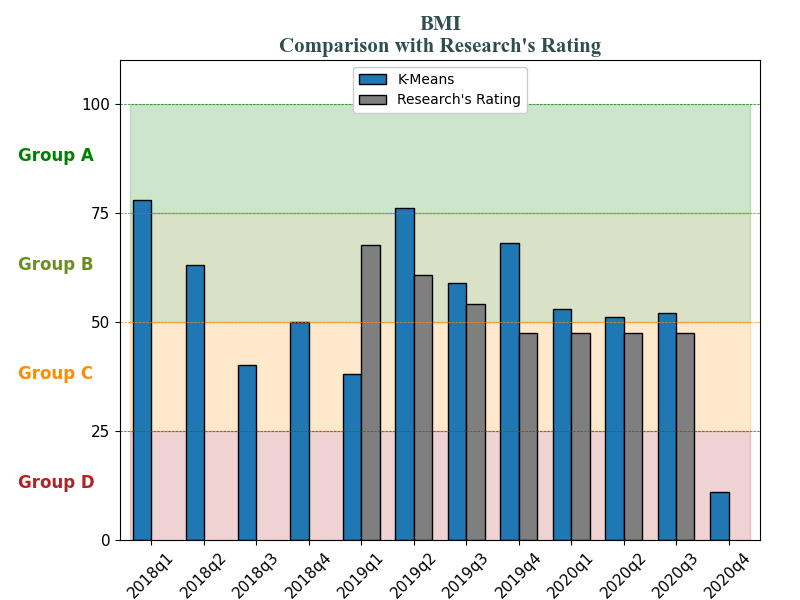 BMI
Comparison with Research's Rating
K-Means
Research's Rating
100
75
50
25
0
Group A
Group B
Group C
Group D
2018q1
2018q2
2018q3
2018q4
2019q1
2019q2
2019q3
2019q4
2020q1
2020q2
2020q3
2020q4